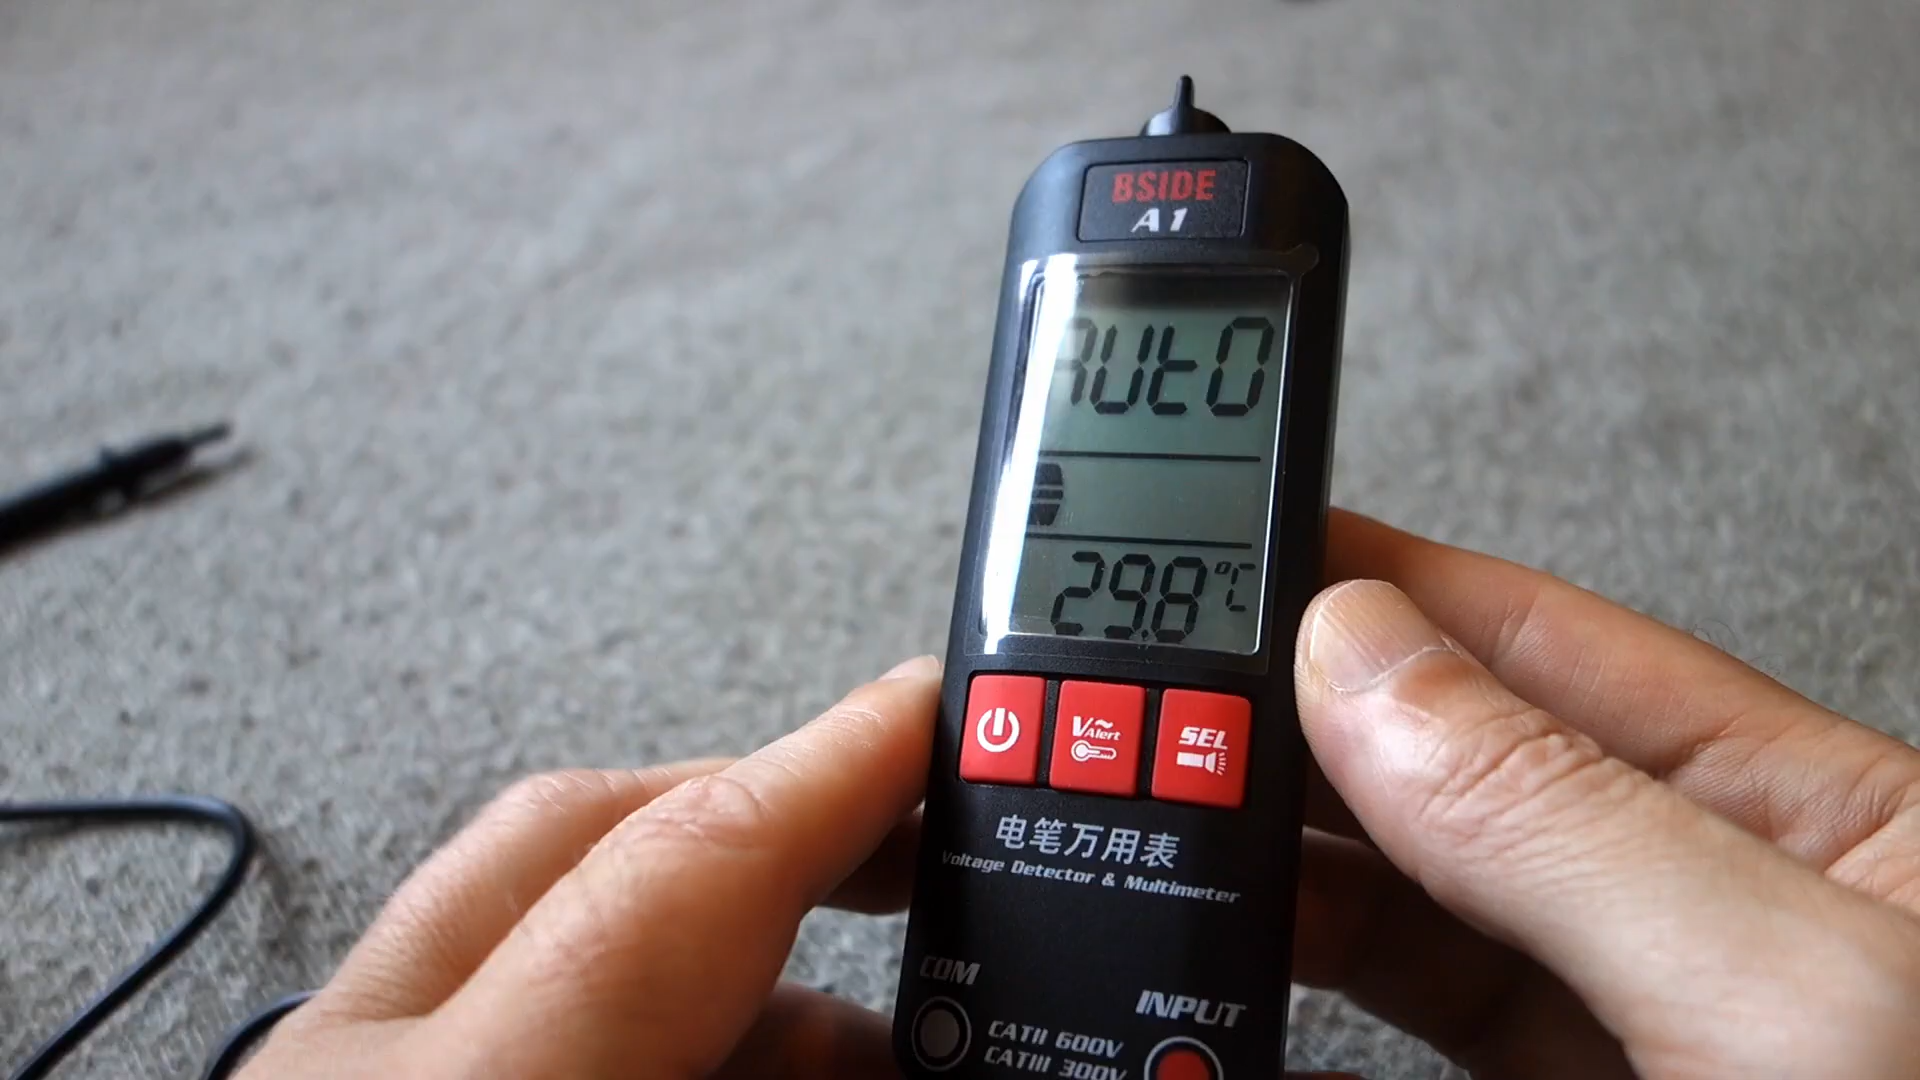 BSIDE
A1
AUtO
29.8 °C
V~
Alert
SEL
电笔万用表
Voltage Detector & Multimeter
COM
INPUT
CATII 600V
CATIII 300V